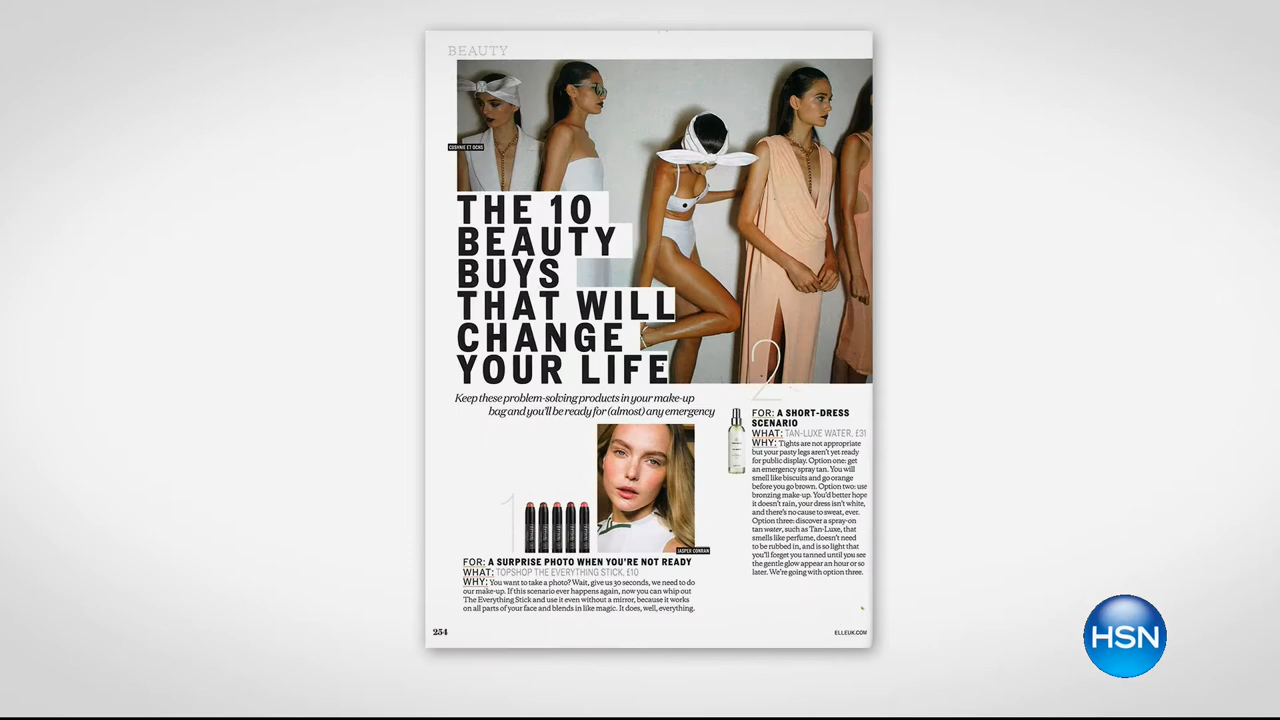 BEAUTY
COSHNIE ET OCHS
THE 10
BEAUTY
BUYS
THAT WILL
CHANGE
YOUR LIFE
Keep these problem-solving products in your make-up
bag and you'll be ready for (almost) any emergency
1
JASPER CONRAN
FOR: A SURPRISE PHOTO WHEN YOU'RE NOT READY
WHAT: TOPSHOP THE EVERYTHING STICK, £10
WHY: You want to take a photo? Wait, give us 30 seconds, we need to do
our make-up. If this scenario ever happens again, now you can whip out
The Everything Stick and use it even without a mirror, because it works
on all parts of your face and blends in like magic. It does, well, everything.
2
FOR: A SHORT-DRESS
SCENARIO
WHAT: TAN-LUXE WATER, £31
WHY: Tights are not appropriate
but your pasty legs aren't yet ready
for public display. Option one: get
an emergency spray tan. You will
smell like biscuits and go orange
before you go brown. Option two: use
bronzing make-up. You'd better hope
it doesn't rain, your dress isn't white,
and there's no cause to sweat, ever.
Option three: discover a spray-on
tan water, such as Tan-Luxe, that
smells like perfume, doesn't need
to be rubbed in, and is so light that
you'll forget you tanned until you see
the gentle glow appear an hour or so
later. We're going with option three.
254
ELLEUK.COM
HSN